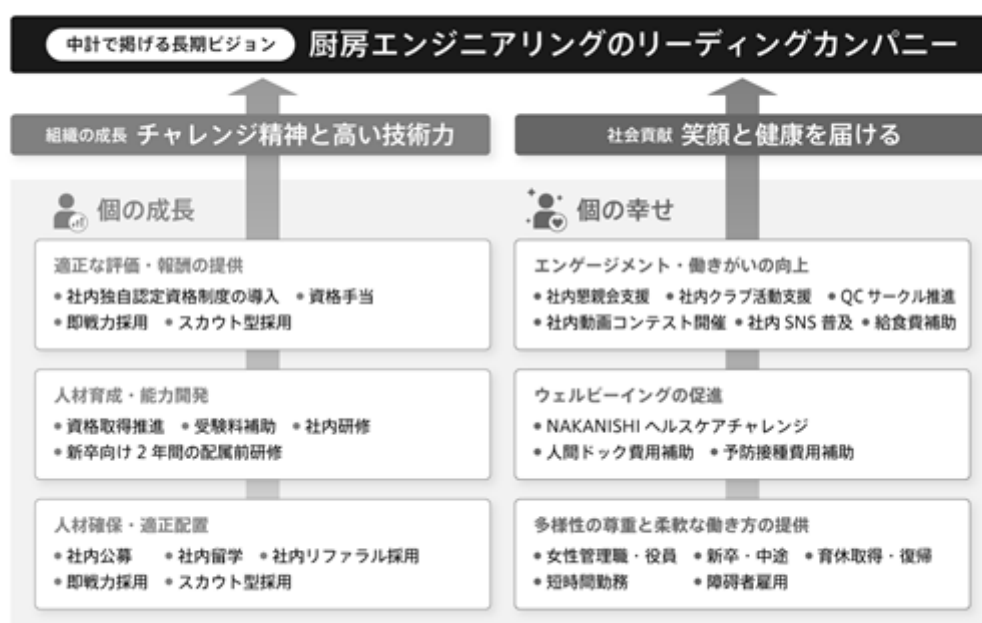 中計で掲げる長期ビジョン 厨房エンジニアリングのリーディングカンパニー
組織の成長 チャレンジ精神と高い技術力
個の成長
適正な評価・報酬の提供
•社内独自認定資格制度の導入 •資格手当
•即戦力採用 •スカウト型採用
人材育成・能力開発
•資格取得推進 •受験料補助 •社内研修
•新卒向け2年間の配属前研修
人材確保・適正配置
•社内公募 •社内留学 •社内リファラル採用
•即戦力採用 •スカウト型採用
社会貢献 笑顔と健康を届ける
個の幸せ
エンゲージメント・働きがいの向上
•社内懇親会支援 •社内クラブ活動支援 •QCサークル推進
•社内動画コンテスト開催 •社内SNS普及 •給食費補助
ウェルビーイングの促進
•NAKANISHIヘルスケアチャレンジ
•人間ドック費用補助 •予防接種費用補助
多様性の尊重と柔軟な働き方の提供
•女性管理職・役員 •新卒・中途 •育休取得・復帰
•短時間勤務 •障碍者雇用